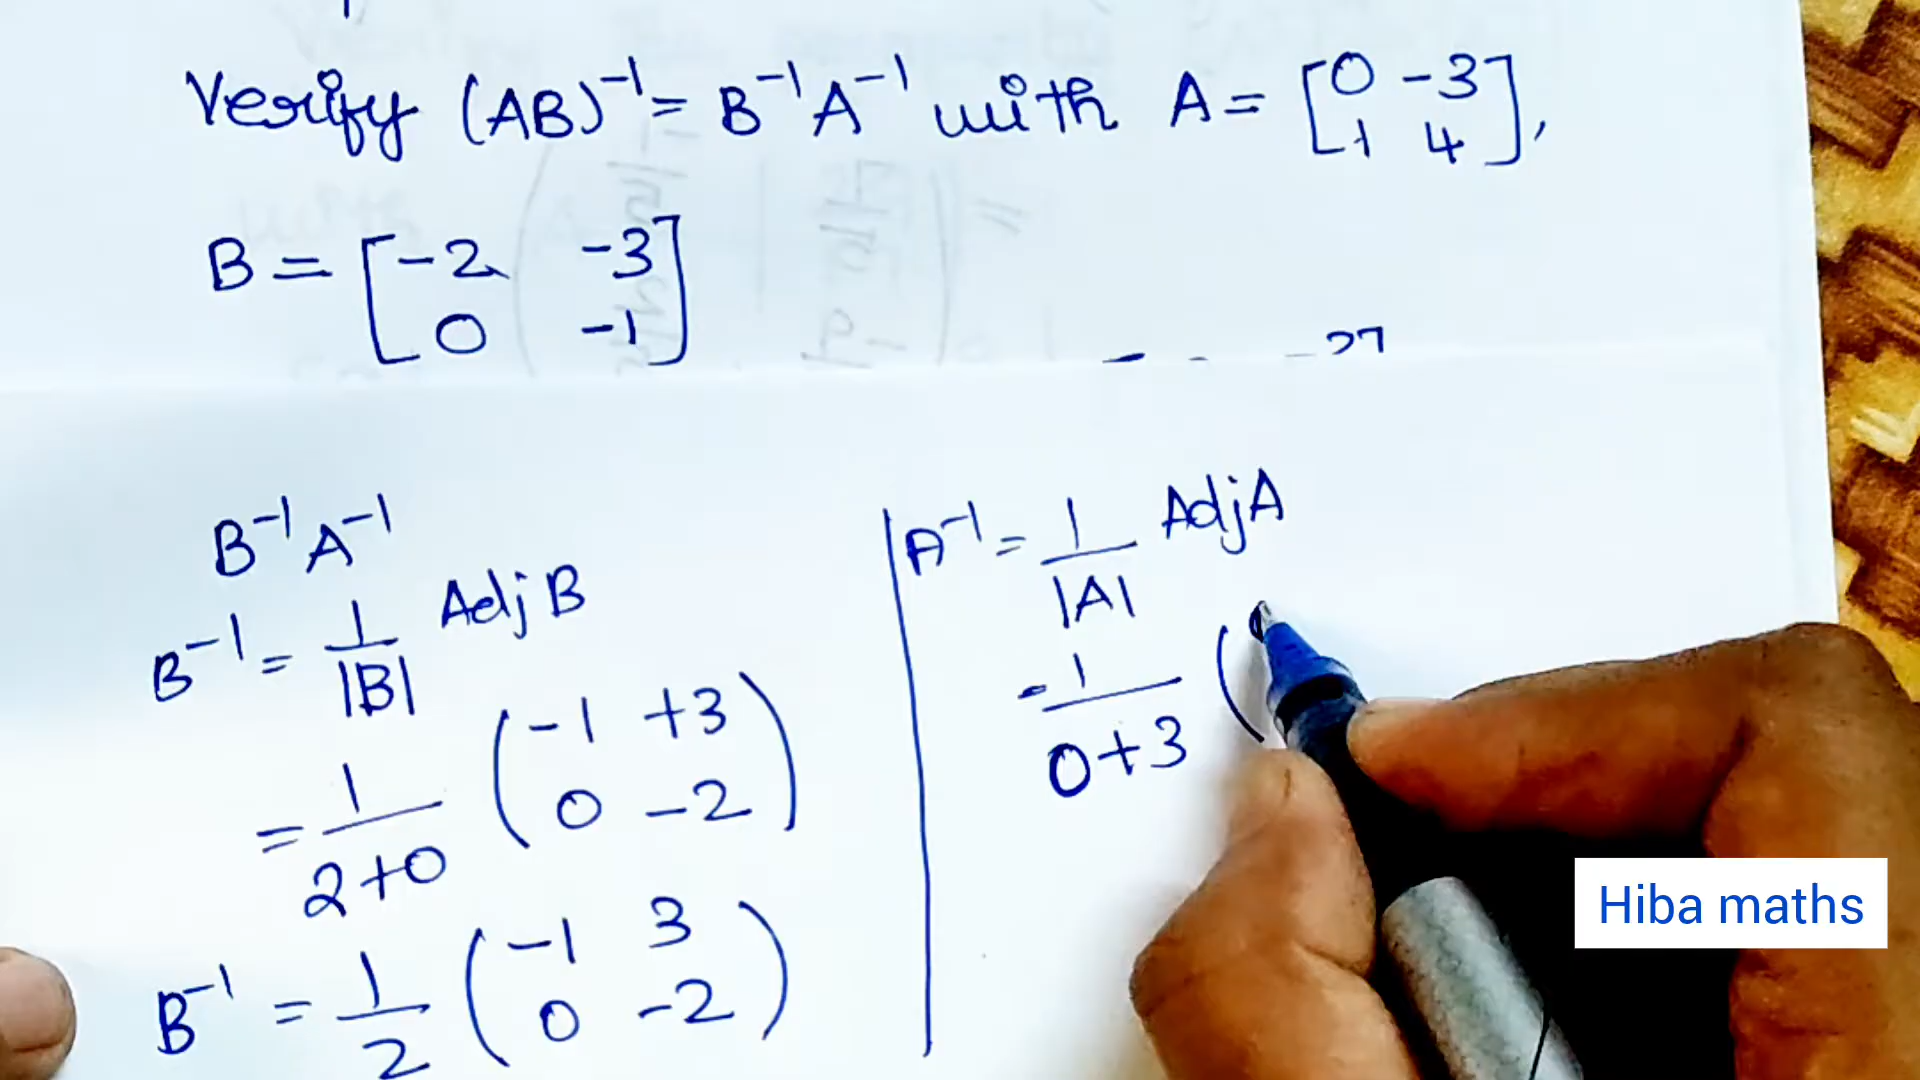 Verify (AB)⁻¹ = B⁻¹A⁻¹ with A = [0 -3
1 4],
B = [-2 -3
0 -1]
B⁻¹A⁻¹
B⁻¹ = 1/|B| Adj B
= 1/2+0 (-1 +3
0 -2)
B⁻¹ = 1/2 (-1 3
0 -2)
A⁻¹ = 1/|A| Adj A
1/0+3 (
Hiba maths